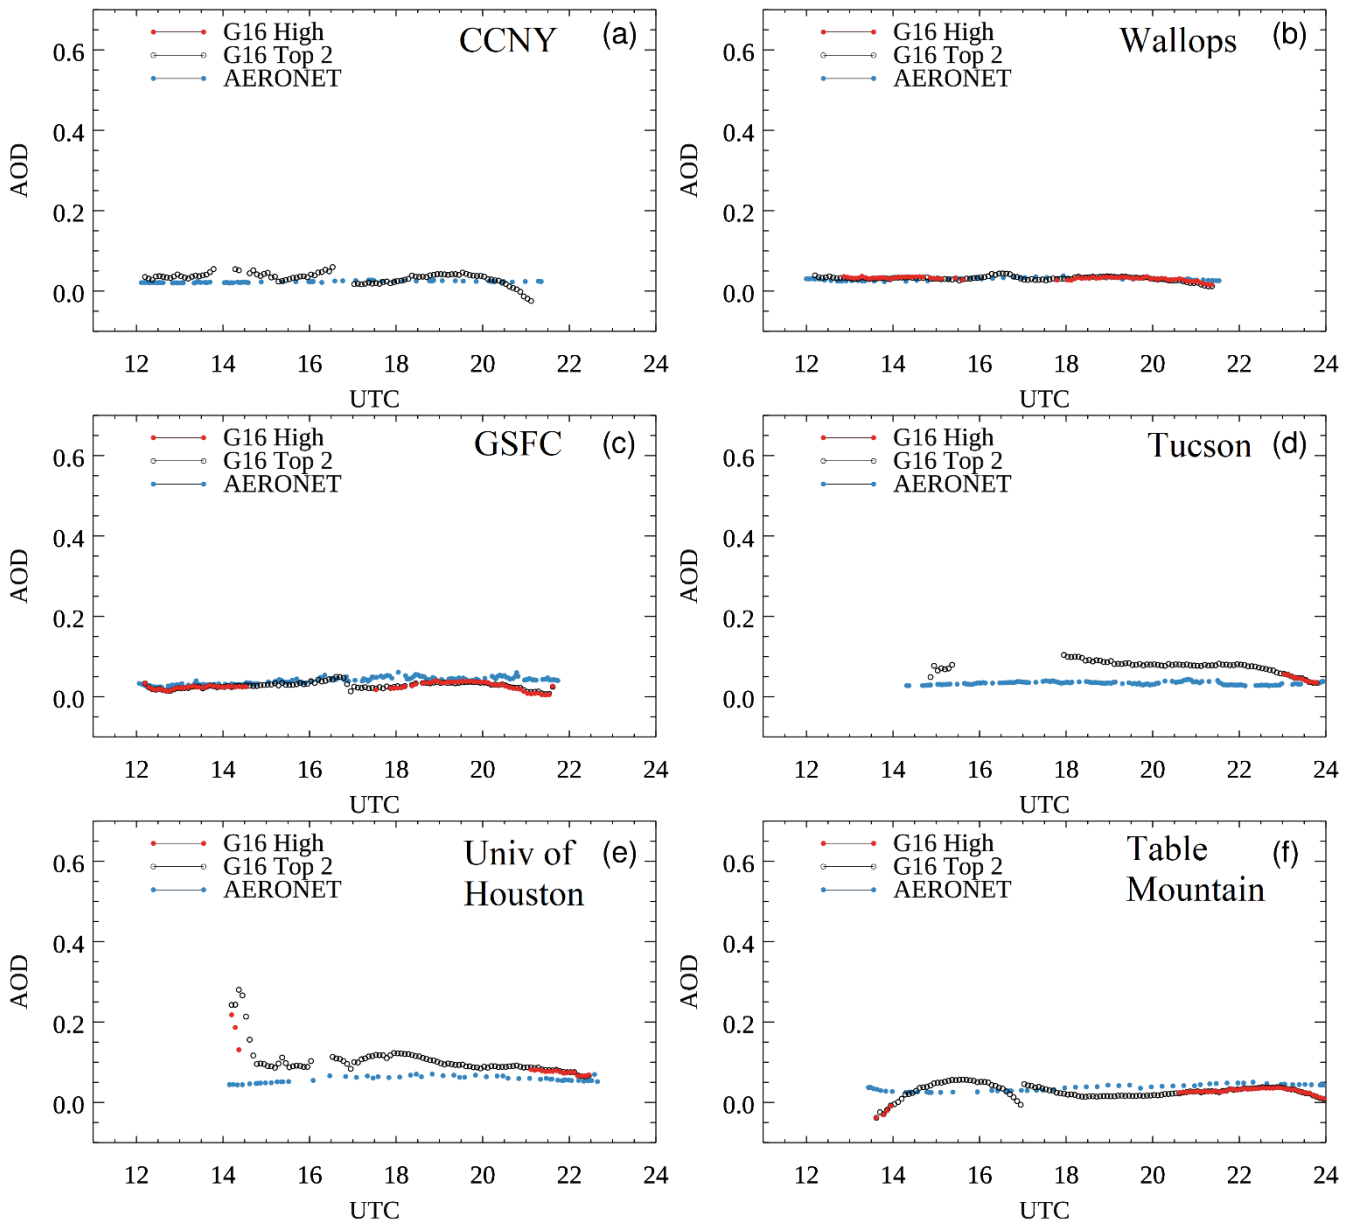 G16 High
G16 Top 2
AERONET
CCNY
(a)
0.6
0.4
0.2
0.0
AOD
12 14 16 18 20 22 24
UTC
G16 High
G16 Top 2
AERONET
Wallops
(b)
0.6
0.4
0.2
0.0
AOD
12 14 16 18 20 22 24
UTC
G16 High
G16 Top 2
AERONET
GSFC
(c)
0.6
0.4
0.2
0.0
AOD
12 14 16 18 20 22 24
UTC
G16 High
G16 Top 2
AERONET
Tucson
(d)
0.6
0.4
0.2
0.0
AOD
12 14 16 18 20 22 24
UTC
G16 High
G16 Top 2
AERONET
Univ of
Houston
(e)
0.6
0.4
0.2
0.0
AOD
12 14 16 18 20 22 24
UTC
G16 High
G16 Top 2
AERONET
Table
Mountain
(f)
0.6
0.4
0.2
0.0
AOD
12 14 16 18 20 22 24
UTC